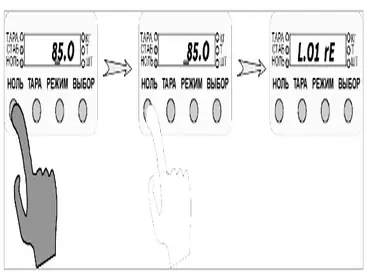 ТАРА 85.0 КГ
СТАБ Т
НОЛЬ ШТ
НОЛЬ ТАРА РЕЖИМ ВЫБОР
ТАРА 85.0 КГ
СТАБ Т
НОЛЬ ШТ
НОЛЬ ТАРА РЕЖИМ ВЫБОР
ТАРА L.01 rE КГ
СТАБ Т
НОЛЬ ШТ
НОЛЬ ТАРА РЕЖИМ ВЫБОР